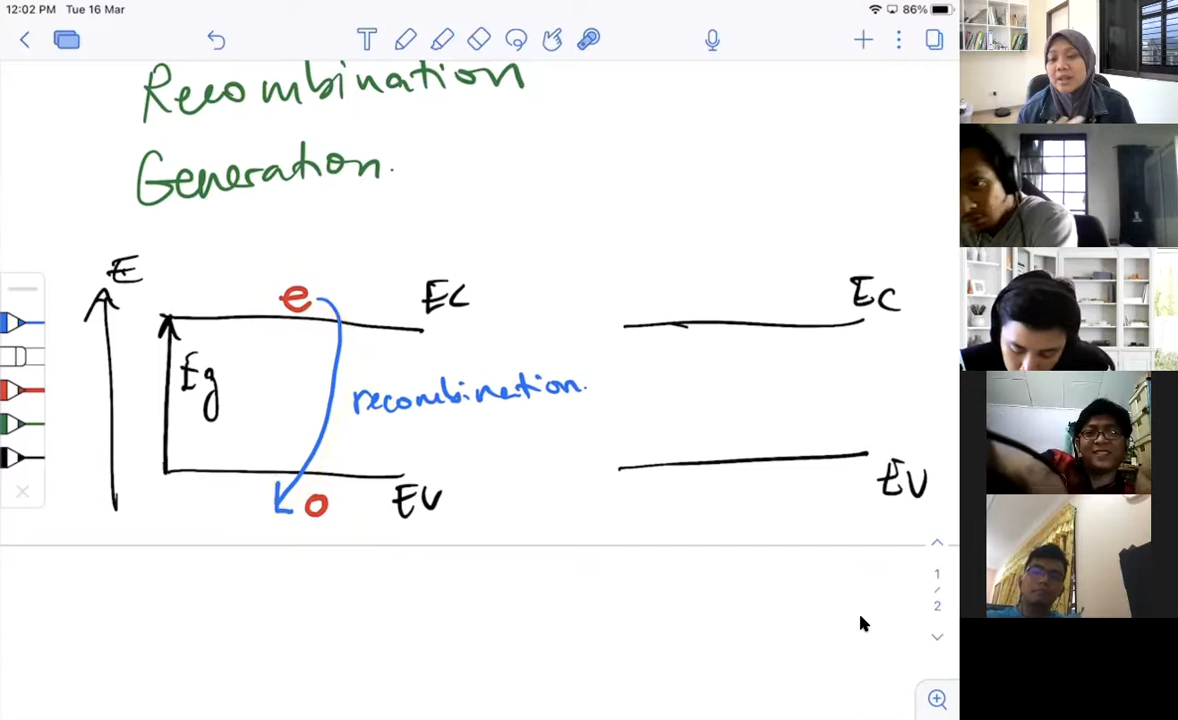 12:02 PM Tue 16 Mar
86%
T
Recombination
Generation.
E
e
EC
EC
Eg
recombination.
EV
o
EV
1
/
2